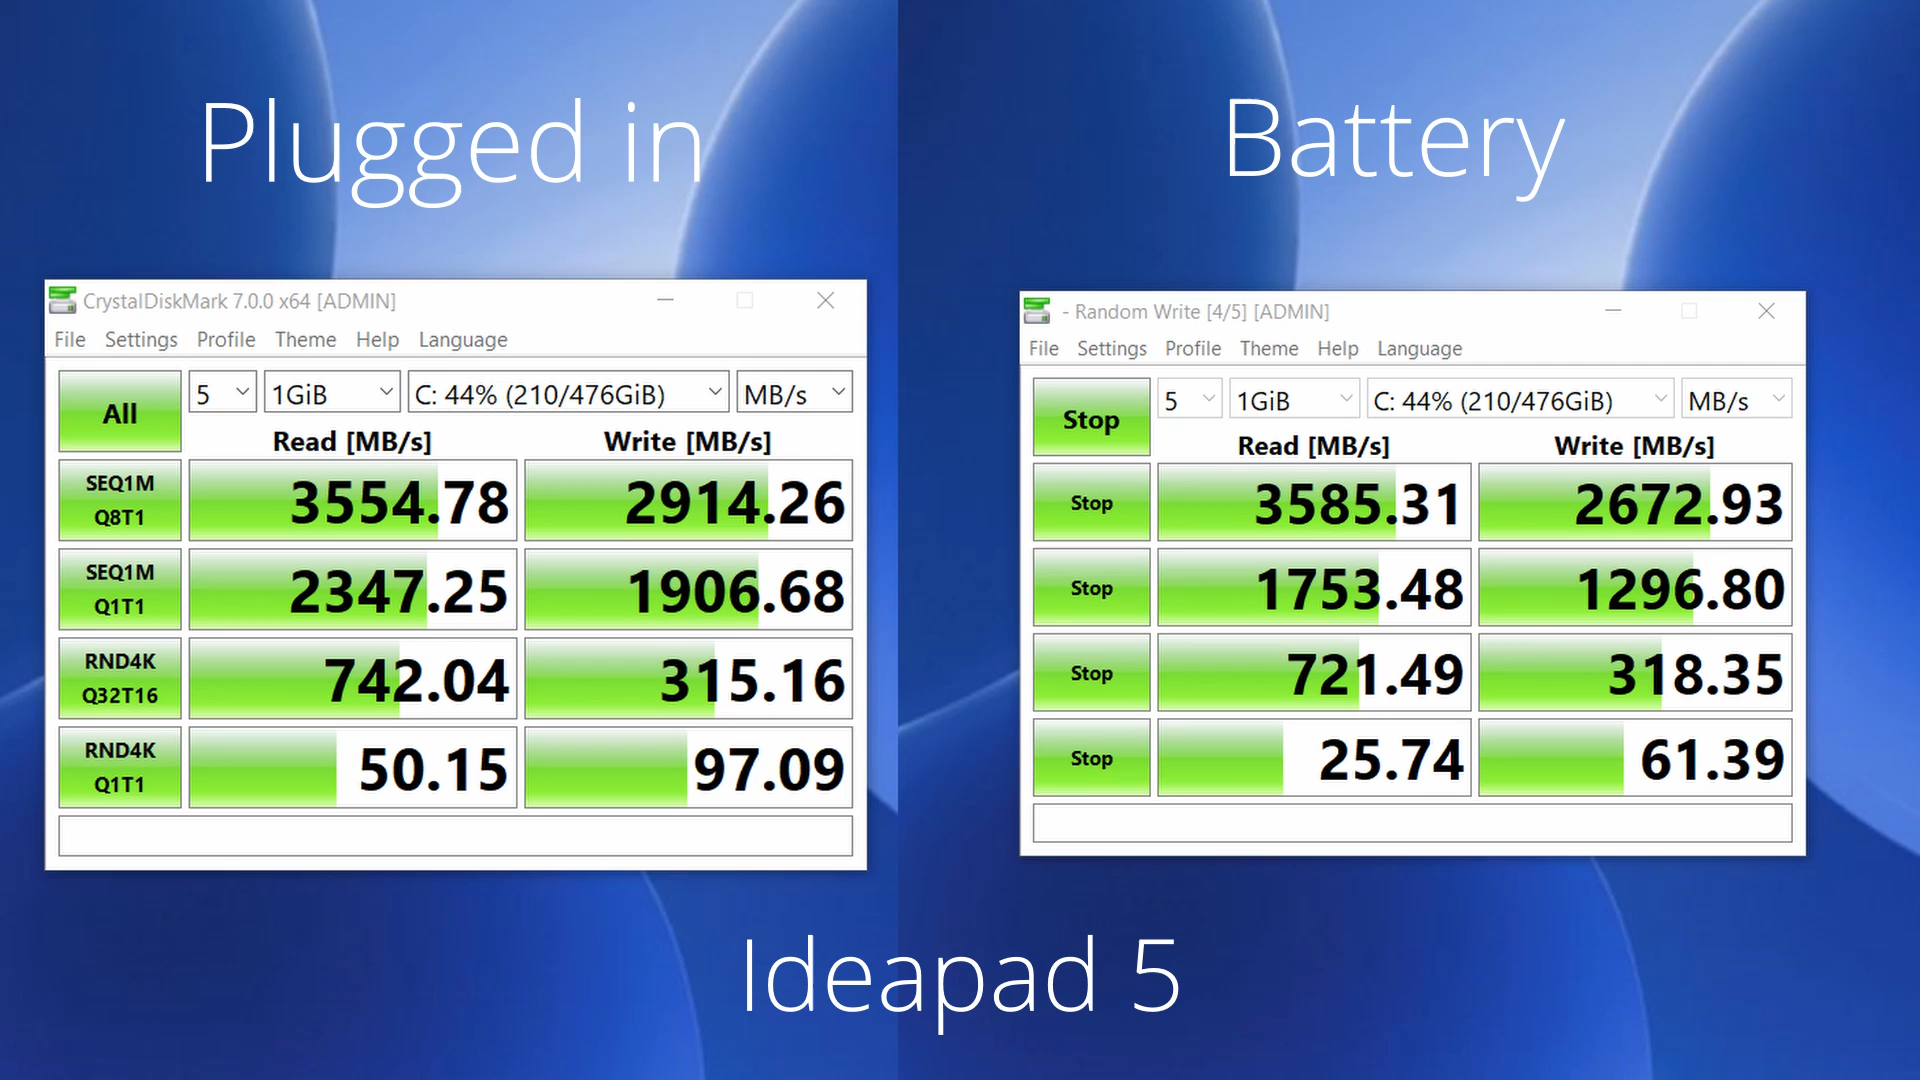 Plugged in
CrystalDiskMark 7.0.0 x64 [ADMIN]
File Settings Profile Theme Help Language
All 5 1GiB C: 44% (210/476GiB) MB/s
Read [MB/s] Write [MB/s]
SEQ1M
Q8T1
3554.78 2914.26
SEQ1M
Q1T1
2347.25 1906.68
RND4K
Q32T16
742.04 315.16
RND4K
Q1T1
50.15 97.09
Battery
- Random Write [4/5] [ADMIN]
File Settings Profile Theme Help Language
Stop 5 1GiB C: 44% (210/476GiB) MB/s
Read [MB/s] Write [MB/s]
Stop 3585.31 2672.93
Stop 1753.48 1296.80
Stop 721.49 318.35
Stop 25.74 61.39
Ideapad 5